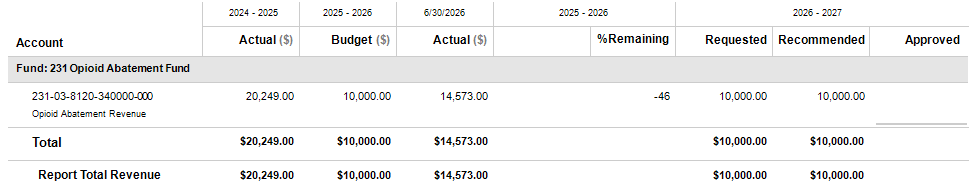 2024 - 2025 2025 - 2026 6/30/2026 2025 - 2026 2026 - 2027
Account Actual ($) Budget ($) Actual ($) %Remaining Requested Recommended Approved
Fund: 231 Opioid Abatement Fund
231-03-8120-340000-000 20,249.00 10,000.00 14,573.00 -46 10,000.00 10,000.00
Opioid Abatement Revenue
Total $20,249.00 $10,000.00 $14,573.00 $10,000.00 $10,000.00
Report Total Revenue $20,249.00 $10,000.00 $14,573.00 $10,000.00 $10,000.00